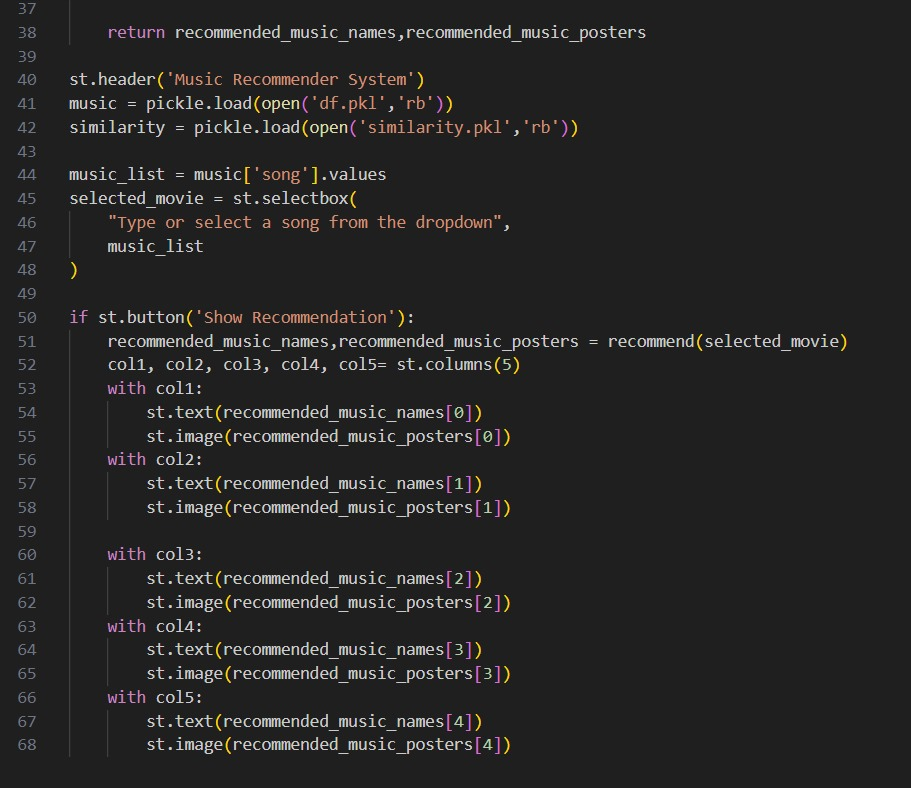 37
38     return recommended_music_names,recommended_music_posters
39
40 st.header('Music Recommender System')
41 music = pickle.load(open('df.pkl','rb'))
42 similarity = pickle.load(open('similarity.pkl','rb'))
43
44 music_list = music['song'].values
45 selected_movie = st.selectbox(
46     "Type or select a song from the dropdown",
47     music_list
48 )
49
50 if st.button('Show Recommendation'):
51     recommended_music_names,recommended_music_posters = recommend(selected_movie)
52     col1, col2, col3, col4, col5= st.columns(5)
53     with col1:
54         st.text(recommended_music_names[0])
55         st.image(recommended_music_posters[0])
56     with col2:
57         st.text(recommended_music_names[1])
58         st.image(recommended_music_posters[1])
59
60     with col3:
61         st.text(recommended_music_names[2])
62         st.image(recommended_music_posters[2])
63     with col4:
64         st.text(recommended_music_names[3])
65         st.image(recommended_music_posters[3])
66     with col5:
67         st.text(recommended_music_names[4])
68         st.image(recommended_music_posters[4])